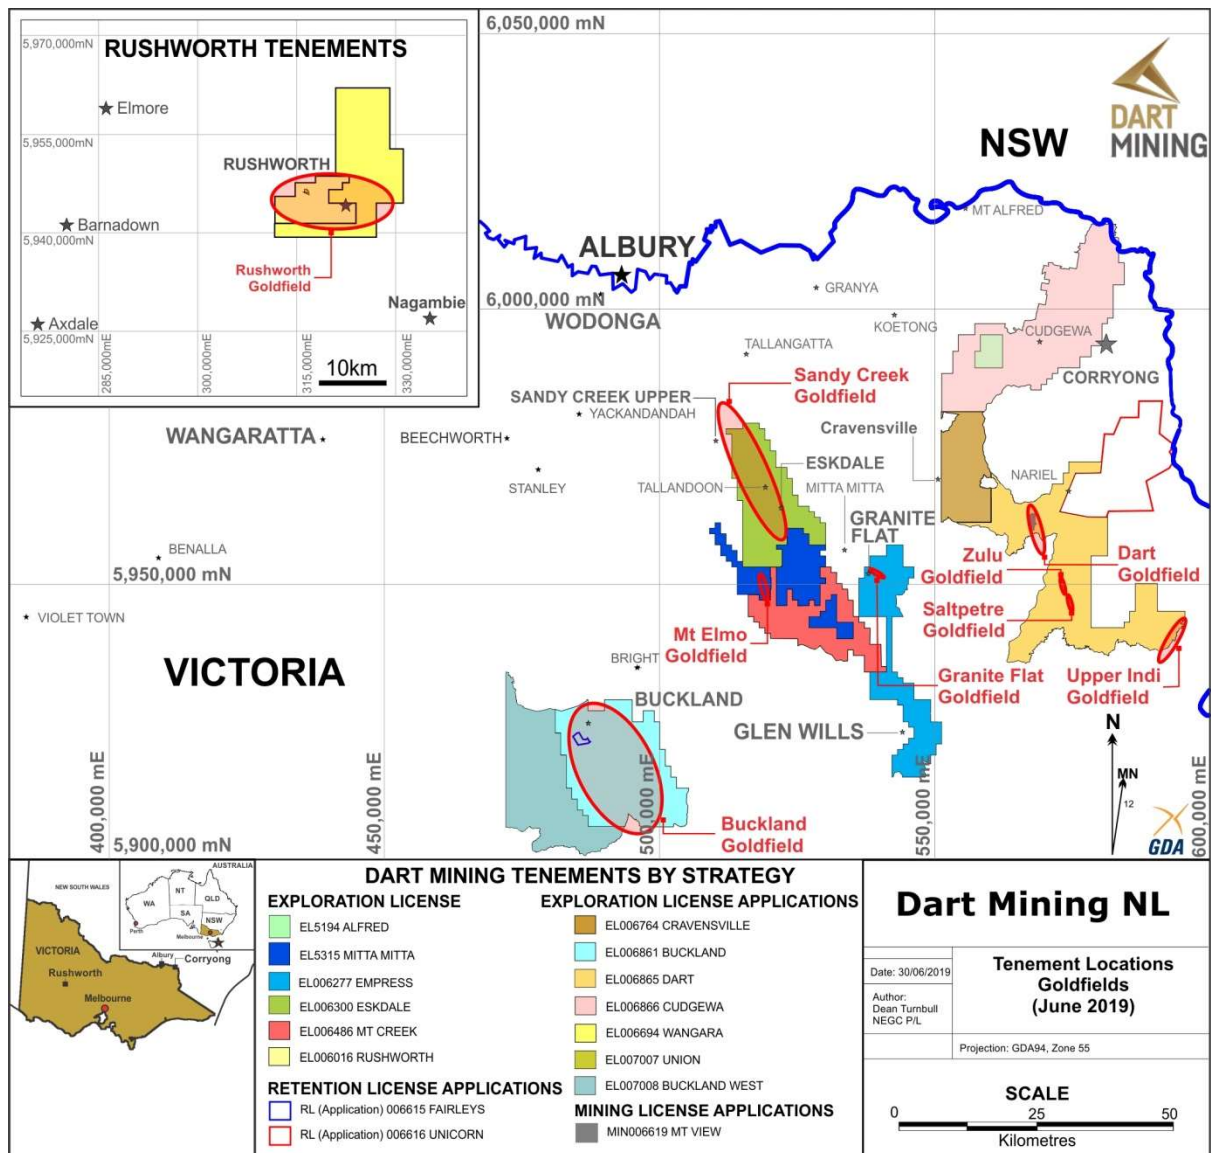 RUSHWORTH TENEMENTS
5,970,000mN
Elmore
5,955,000mN
RUSHWORTH
Barnadown
5,940,000mN
Rushworth
Goldfield
Nagambie
Axdale
5,925,000mN
285,000mE
300,000mE
315,000mE
330,000mE
10km
6,050,000 mN
DART
MINING
NSW
MT ALFRED
ALBURY
GRANYA
6,000,000 mN
WODONGA
KOETONG
CUDGEWA
TALLANGATTA
CORRYONG
Sandy Creek
Goldfield
SANDY CREEK UPPER
YACKANDANDAH
WANGARATTA
BEECHWORTH
Cravensville
ESKDALE
STANLEY
TALLANDOON
MITTA MITTA
NARIEL
GRANITE
FLAT
BENALLA
Zulu
Goldfield
Dart
Goldfield
5,950,000 mN
Saltpetre
Goldfield
VIOLET TOWN
Mt Elmo
Goldfield
VICTORIA
BRIGHT
Granite Flat
Goldfield
Upper Indi
Goldfield
BUCKLAND
GLEN WILLS
N
MN
12
400,000 mE
450,000 mE
500,000 mE
550,000 mE
600,000 mE
Buckland
Goldfield
5,900,000 mN
GDA
NEW SOUTH WALES
AUSTRALIA
NT
WA
QLD
SA
NSW
Perth
Melbourne
VICTORIA
Albury
Corryong
Rushworth
Melbourne
DART MINING TENEMENTS BY STRATEGY
EXPLORATION LICENSE
EL5194 ALFRED
EL5315 MITTA MITTA
EL006277 EMPRESS
EL006300 ESKDALE
EL006486 MT CREEK
EL006016 RUSHWORTH
RETENTION LICENSE APPLICATIONS
RL (Application) 006615 FAIRLEYS
RL (Application) 006616 UNICORN
EXPLORATION LICENSE APPLICATIONS
EL006764 CRAVENSVILLE
EL006861 BUCKLAND
EL006865 DART
EL006866 CUDGEWA
EL006694 WANGARA
EL007007 UNION
EL007008 BUCKLAND WEST
MINING LICENSE APPLICATIONS
MIN006619 MT VIEW
Dart Mining NL
Date: 30/06/2019
Author:
Dean Turnbull
NEGC P/L
Tenement Locations
Goldfields
(June 2019)
Projection: GDA94, Zone 55
SCALE
0 25 50
Kilometres